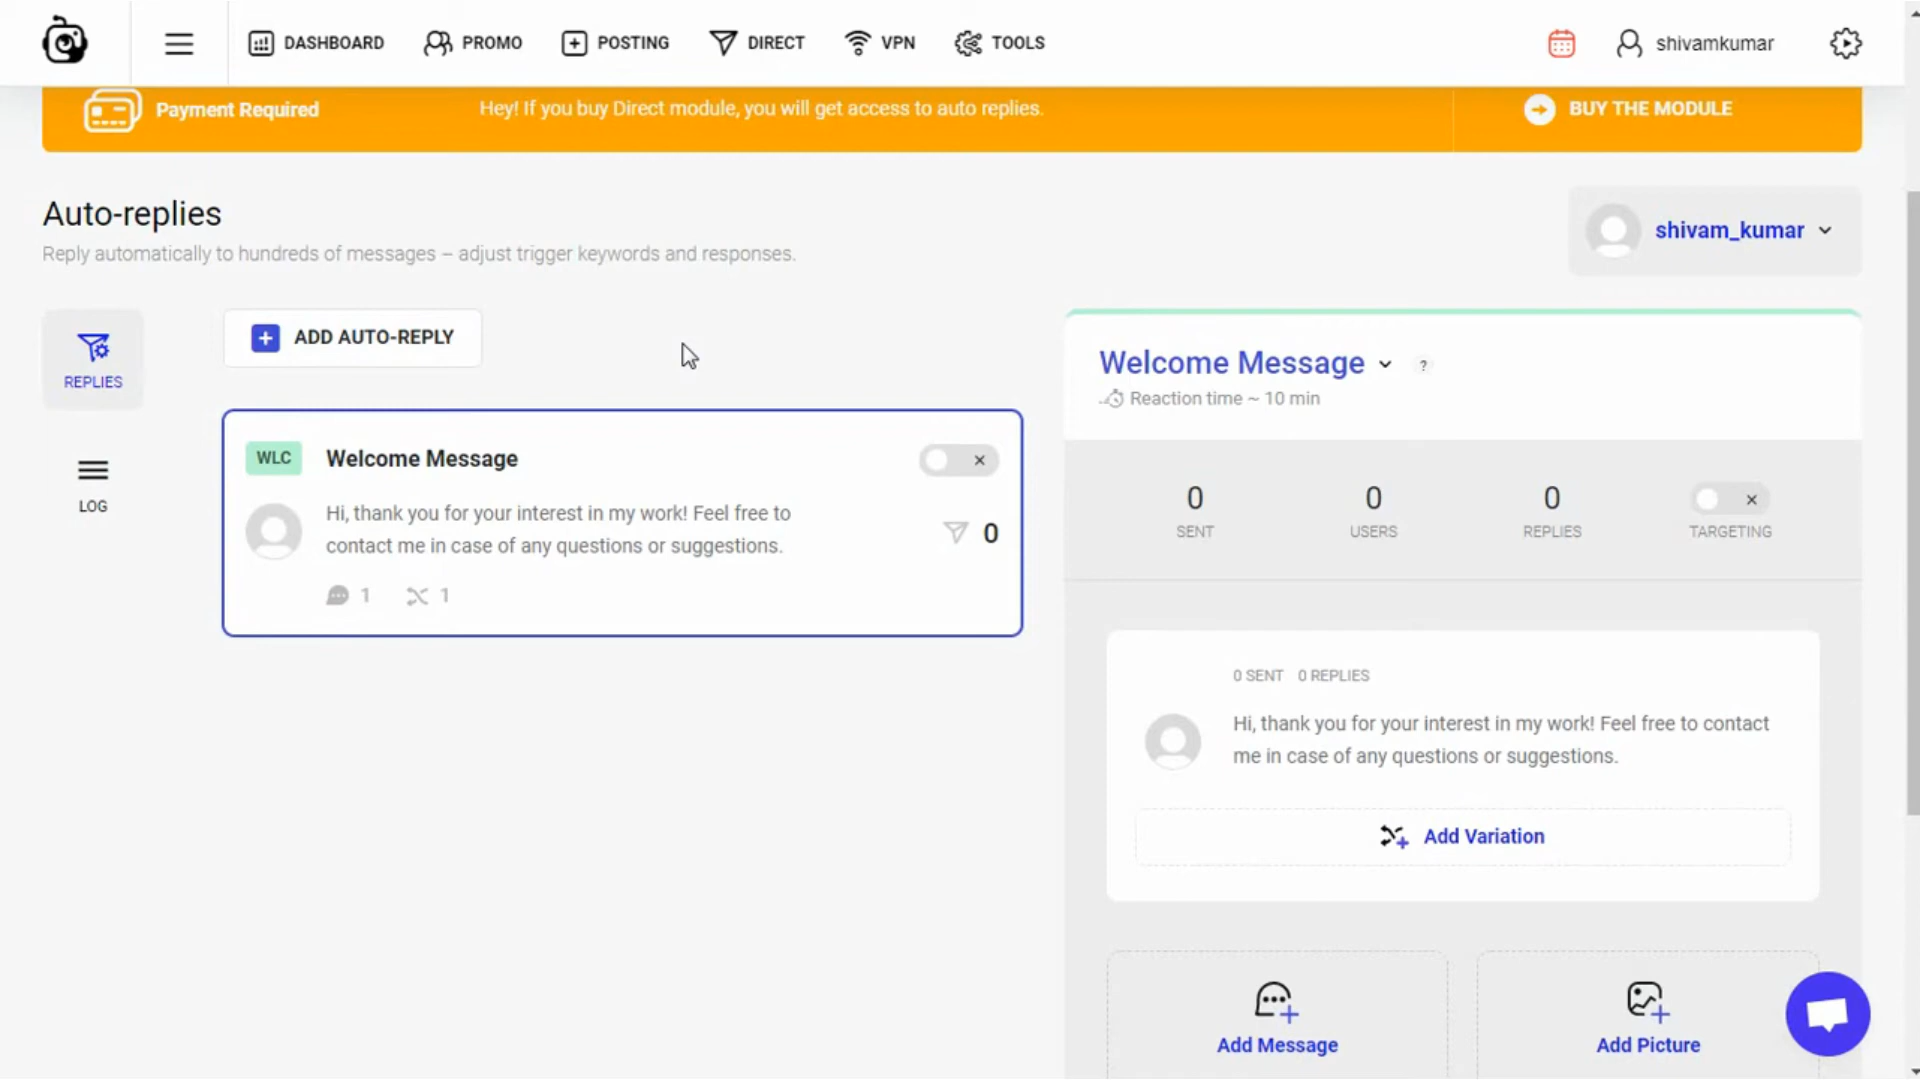 DASHBOARD PROMO POSTING DIRECT VPN TOOLS shivamkumar
Payment Required Hey! If you buy Direct module, you will get access to auto replies. BUY THE MODULE
Auto-replies
Reply automatically to hundreds of messages – adjust trigger keywords and responses.
shivam_kumar
REPLIES
LOG
ADD AUTO-REPLY
WLC Welcome Message
Hi, thank you for your interest in my work! Feel free to
contact me in case of any questions or suggestions.
0
1 1
Welcome Message ?
Reaction time ~ 10 min
0 0 0
SENT USERS REPLIES TARGETING
0 SENT 0 REPLIES
Hi, thank you for your interest in my work! Feel free to contact
me in case of any questions or suggestions.
Add Variation
Add Message Add Picture